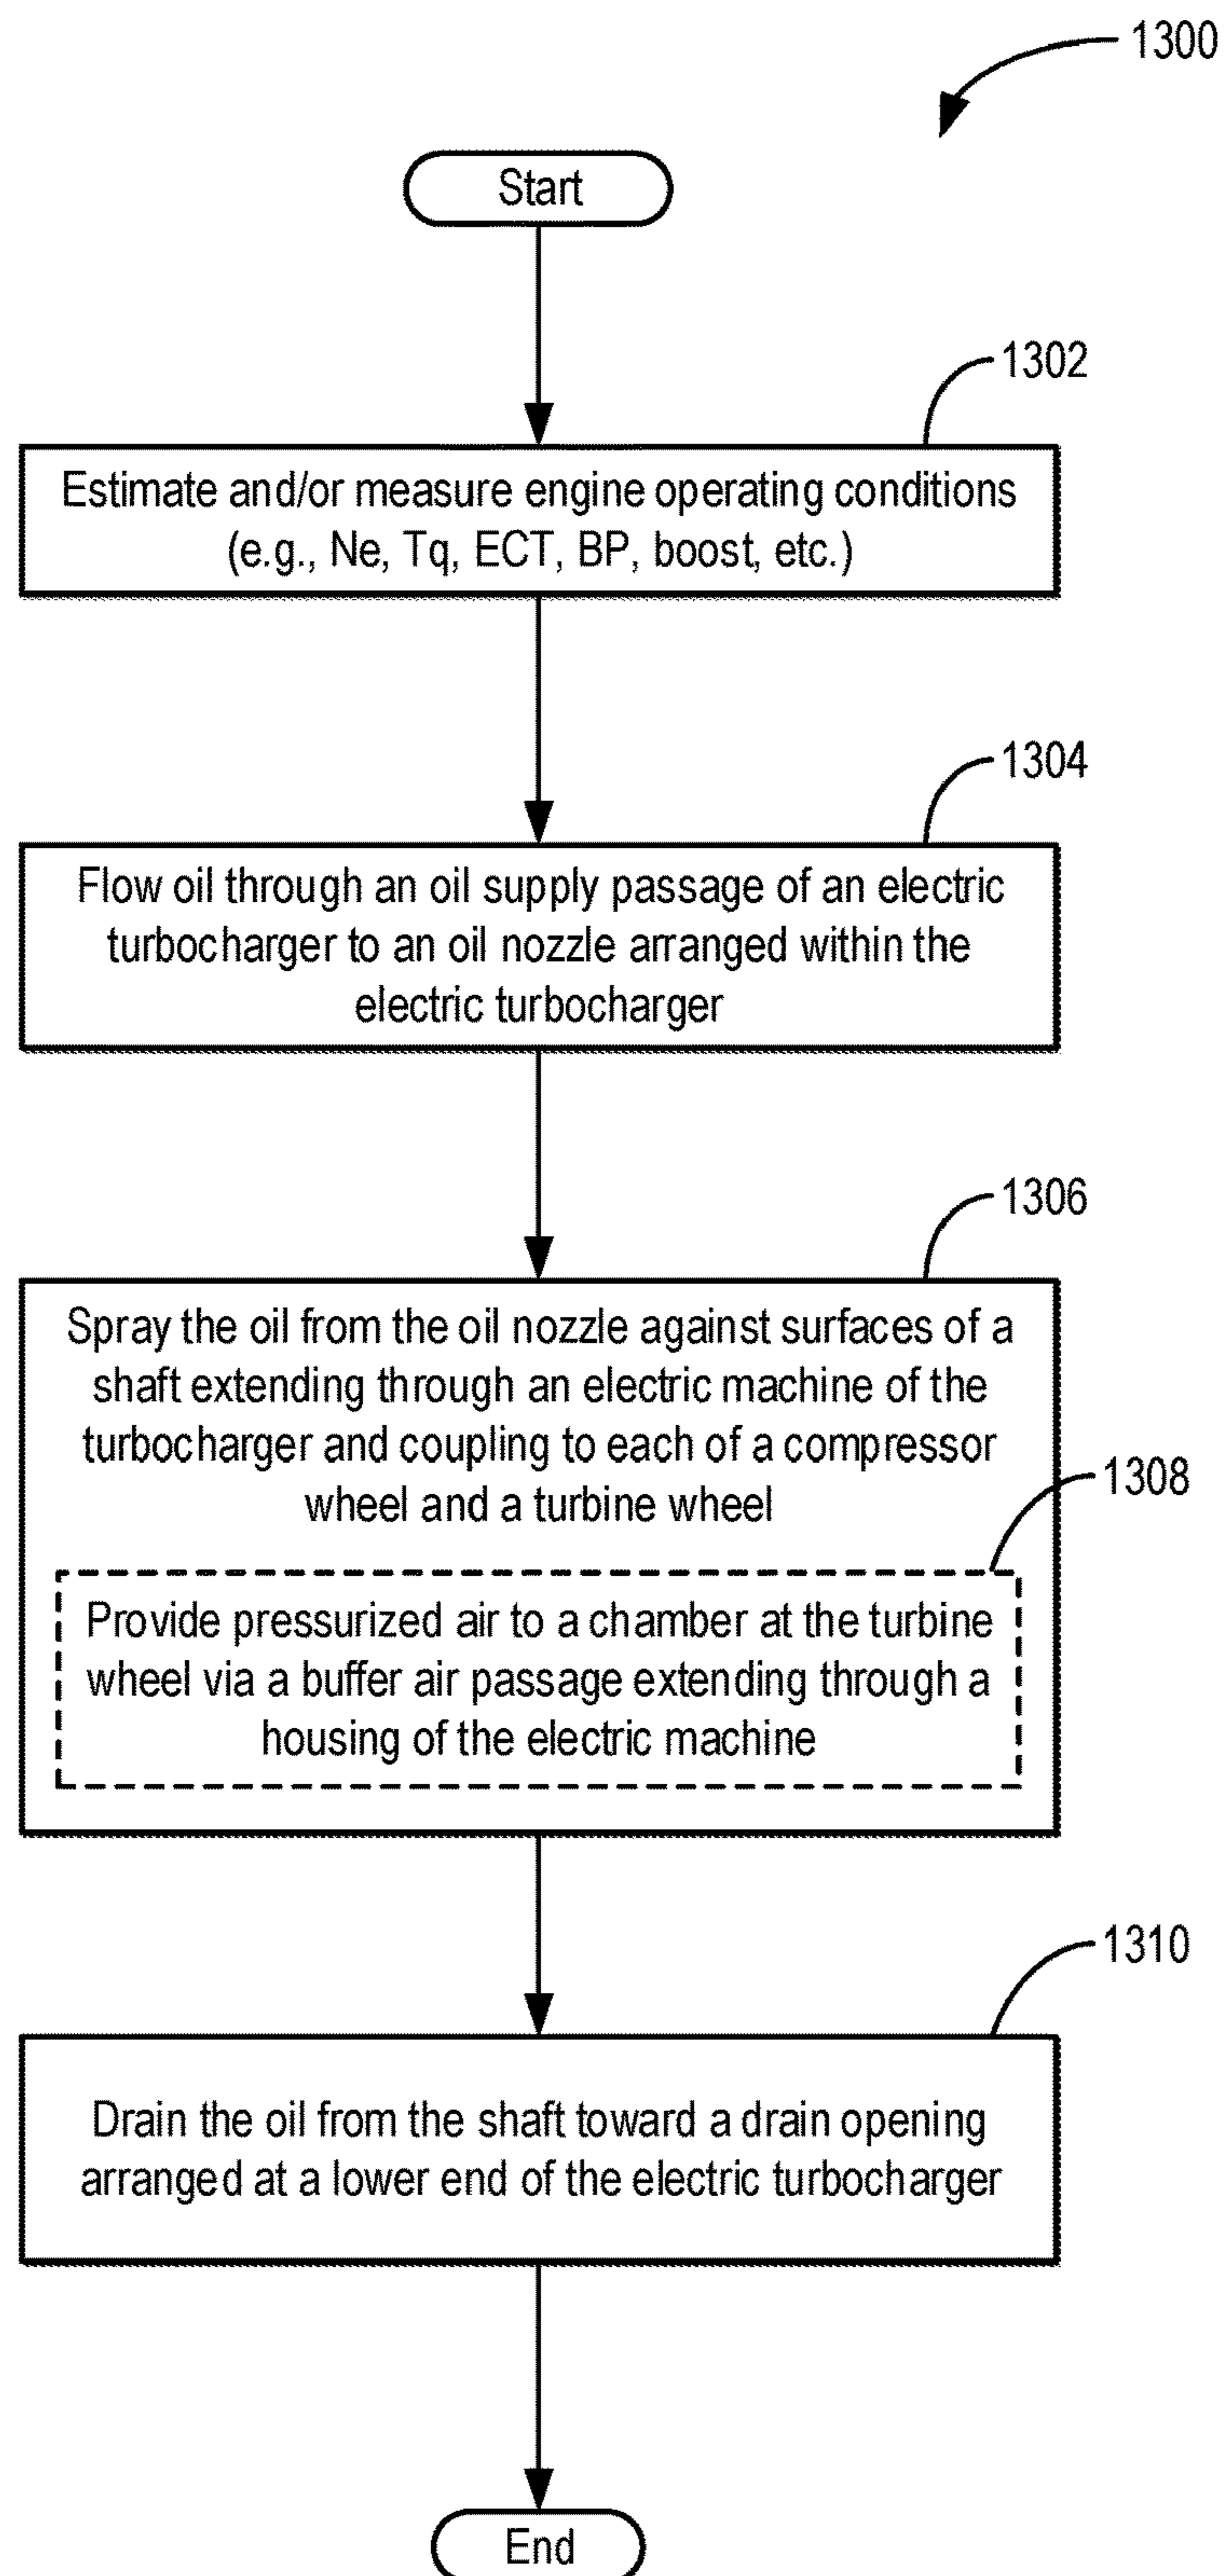 1300
Start
1302
Estimate and/or measure engine operating conditions
(e.g., Ne, Tq, ECT, BP, boost, etc.)
1304
Flow oil through an oil supply passage of an electric
turbocharger to an oil nozzle arranged within the
electric turbocharger
1306
Spray the oil from the oil nozzle against surfaces of a
shaft extending through an electric machine of the
turbocharger and coupling to each of a compressor
wheel and a turbine wheel
1308
Provide pressurized air to a chamber at the turbine
wheel via a buffer air passage extending through a
housing of the electric machine
1310
Drain the oil from the shaft toward a drain opening
arranged at a lower end of the electric turbocharger
End